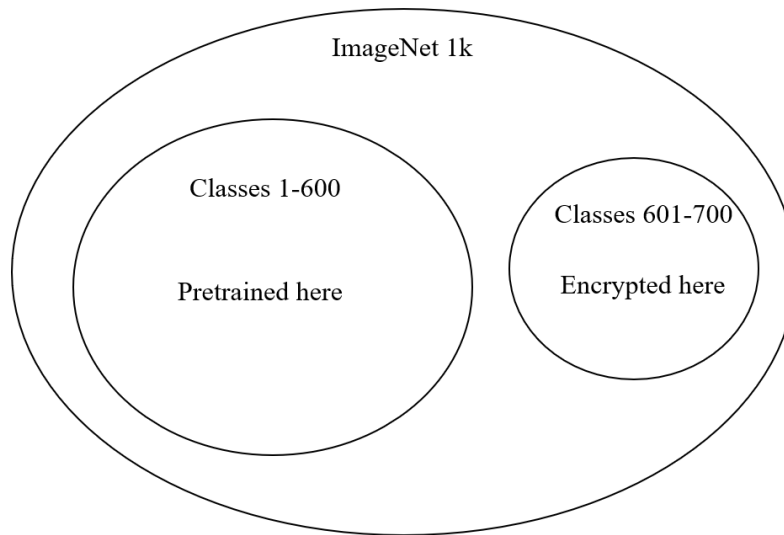 ImageNet 1k
Classes 1-600
Pretrained here
Classes 601-700
Encrypted here